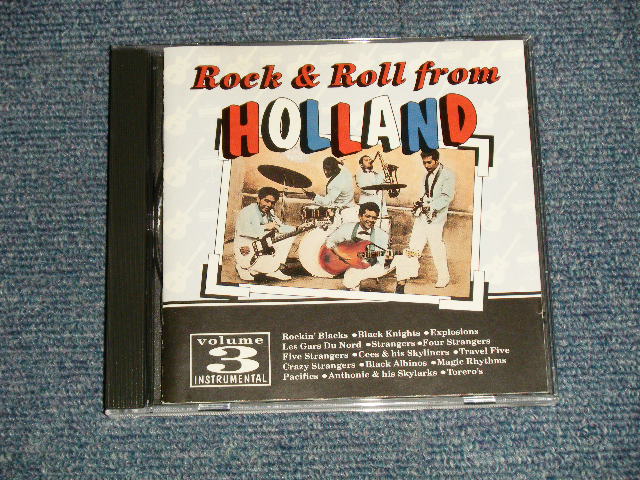 Rock & Roll from
HOLLAND
volume
3
INSTRUMENTAL
Rockin' Blacks ● Black Knights ● Explosions
Les Gars Du Nord ● Strangers ● Four Strangers
Five Strangers ● Cees & his Skyliners ● Travel Five
Crazy Strangers ● Black Albinos ● Magic Rhythms
Pacifics ● Anthonie & his Skylarks ● Torero's